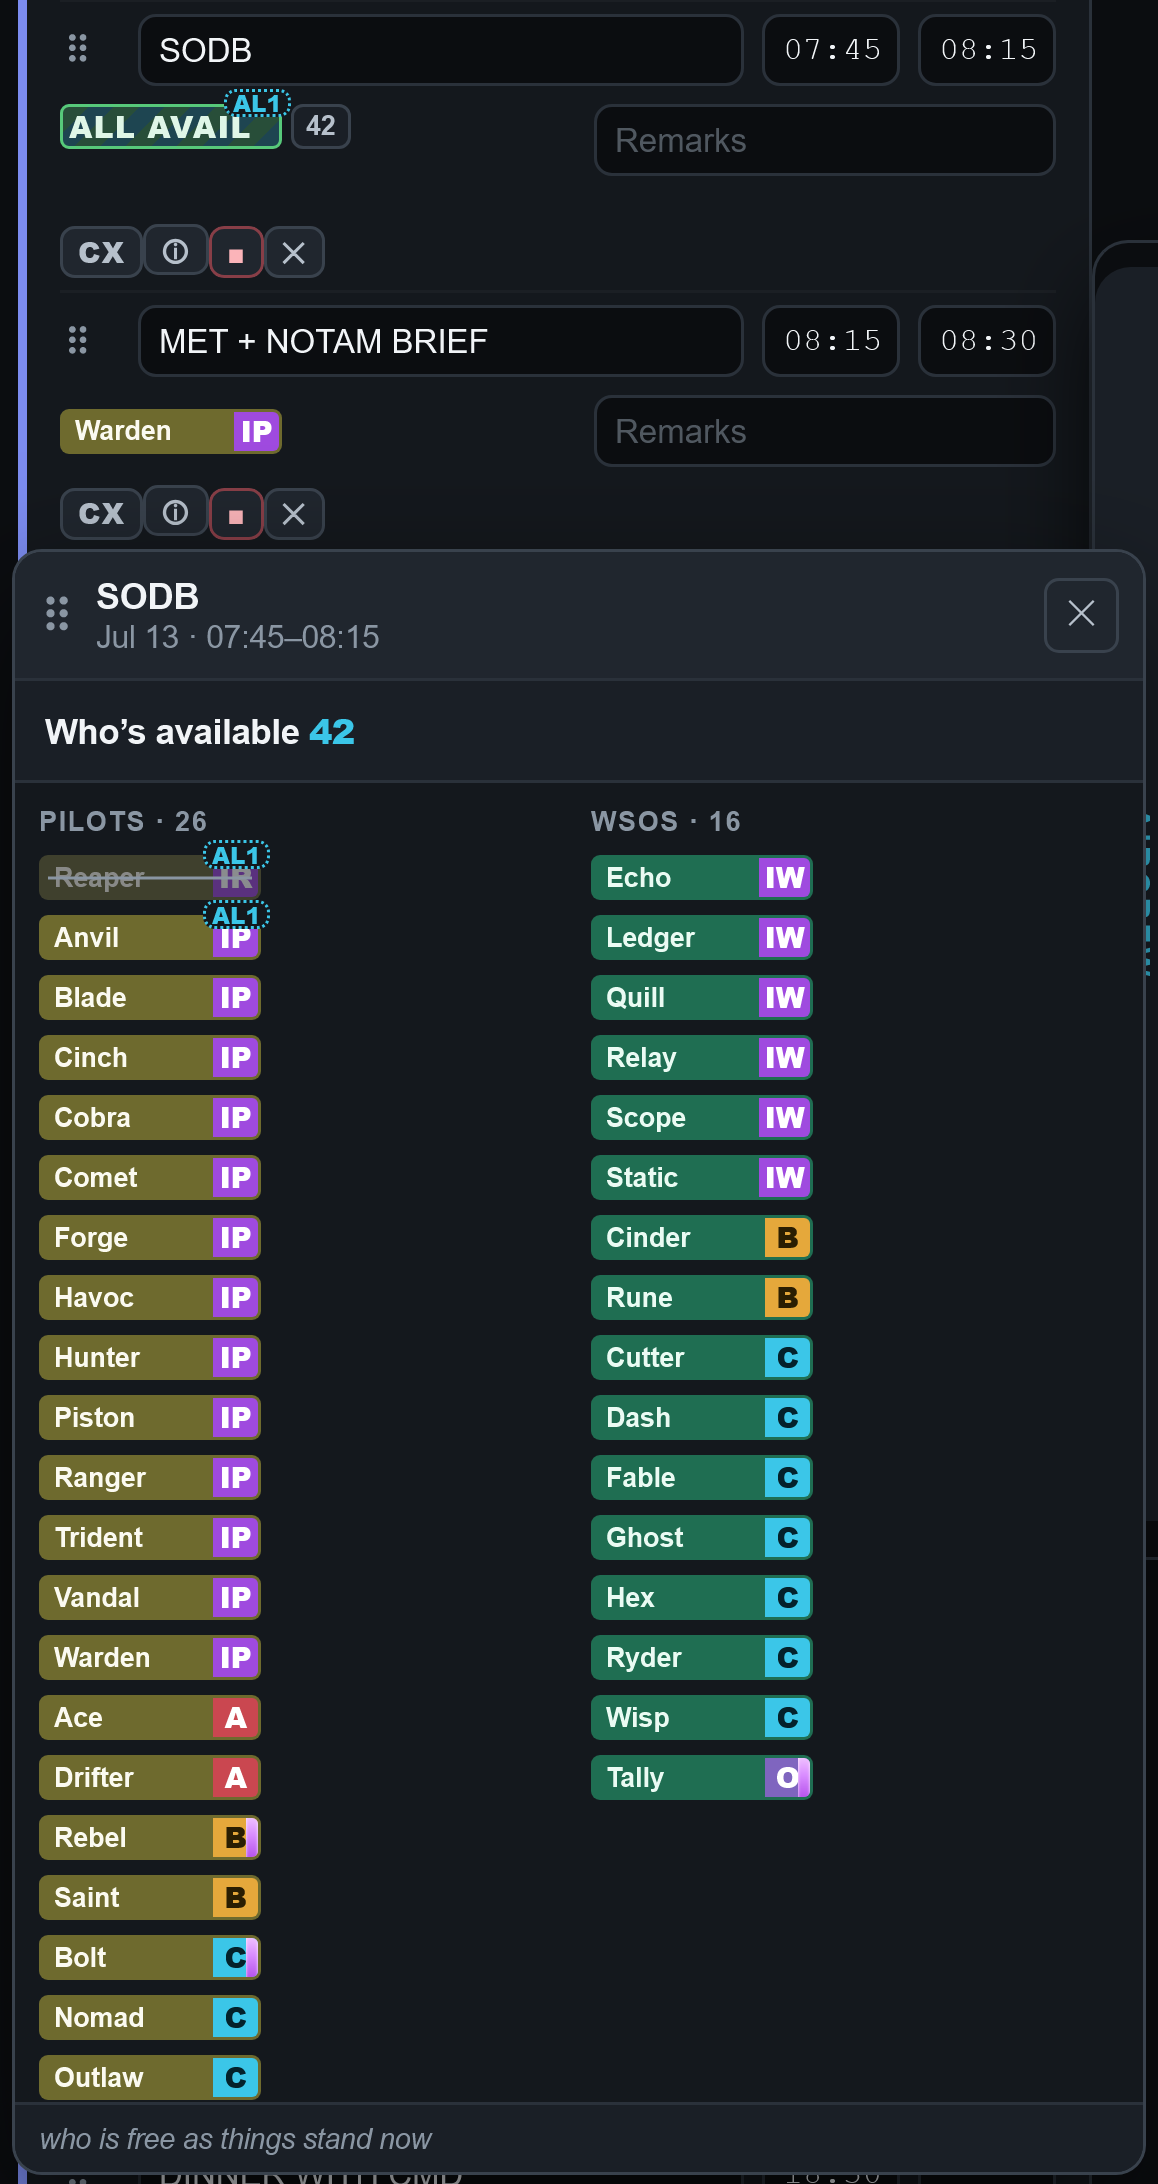 SODB 07:45 08:15
AL1
ALL AVAIL 42
Remarks
CX
MET + NOTAM BRIEF 08:15 08:30
Warden IP
Remarks
CX
SODB
Jul 13 · 07:45–08:15
Who’s available 42
PILOTS · 26
AL1
Reaper IR
AL1
Anvil IP
Blade IP
Cinch IP
Cobra IP
Comet IP
Forge IP
Havoc IP
Hunter IP
Piston IP
Ranger IP
Trident IP
Vandal IP
Warden IP
Ace A
Drifter A
Rebel B
Saint B
Bolt C
Nomad C
Outlaw C
WSOS · 16
Echo IW
Ledger IW
Quill IW
Relay IW
Scope IW
Static IW
Cinder B
Rune B
Cutter C
Dash C
Fable C
Ghost C
Hex C
Ryder C
Wisp C
Tally O
who is free as things stand now
DINNER WITH CMD